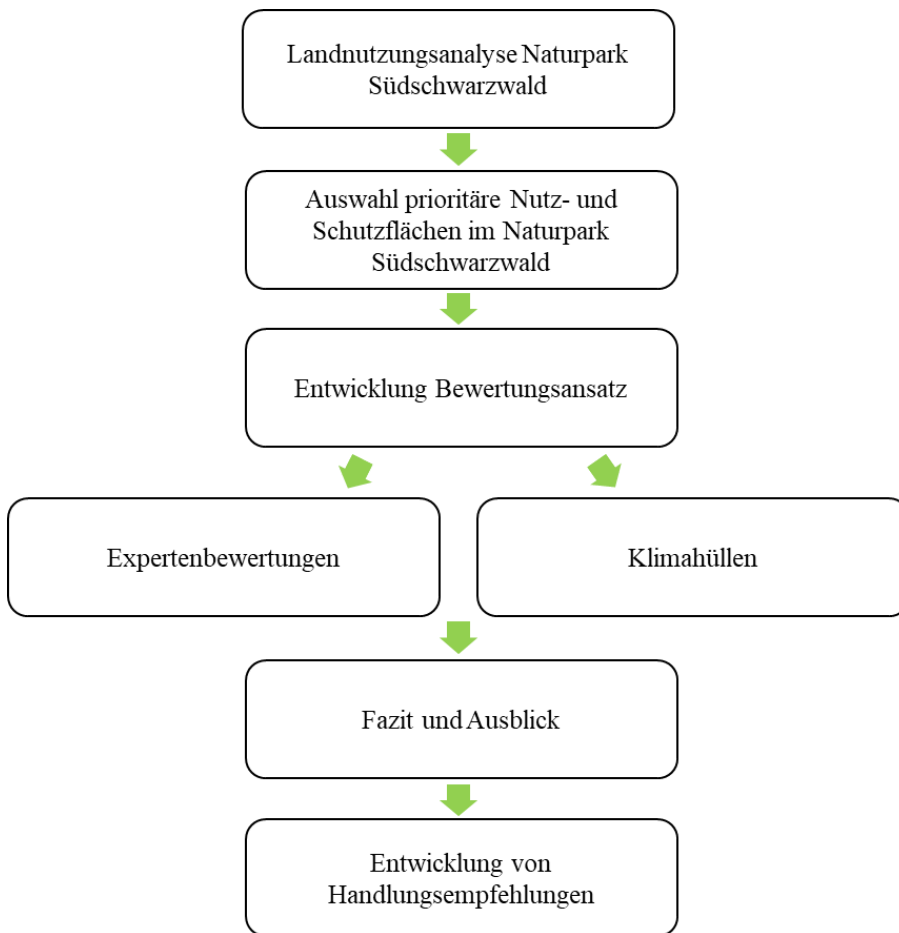 Landnutzungsanalyse Naturpark
Südschwarzwald
Auswahl prioritäre Nutz- und
Schutzflächen im Naturpark
Südschwarzwald
Entwicklung Bewertungsansatz
Expertenbewertungen
Klimahüllen
Fazit und Ausblick
Entwicklung von
Handlungsempfehlungen